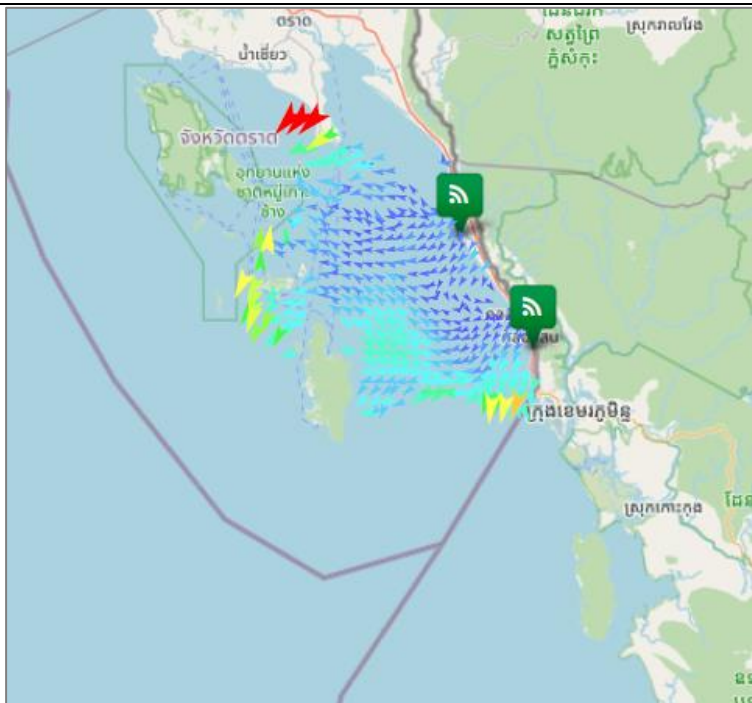 ตราด
น้ำเชี่ยว
ស្រុករាលវែង
សត្វព្រៃ
ភ្នំសំកុះ
จังหวัดตราด
อุทยานแห่ง
ชาติหมู่เกาะ
ช้าง
ក្រុងខេមរភូមិន្ទ
ស្រុកកោះកុង